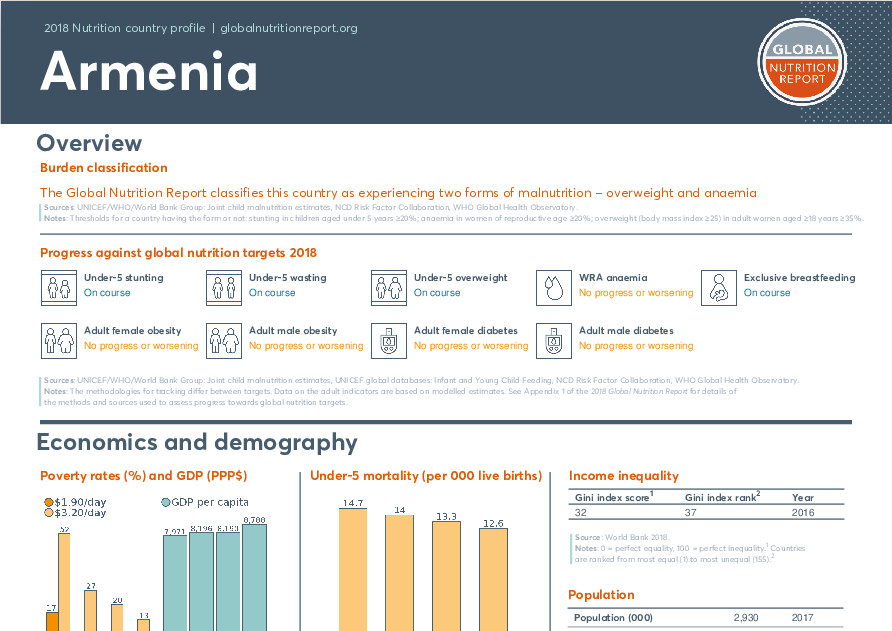 2018 Nutrition country profile | globalnutritionreport.org
Armenia
GLOBAL
NUTRITION
REPORT
Overview
Burden classification
The Global Nutrition Report classifies this country as experiencing two forms of malnutrition – overweight and anaemia
Sources: UNICEF/WHO/World Bank Group: Joint child malnutrition estimates, NCD Risk Factor Collaboration, WHO Global Health Observatory.
Notes: Thresholds for a country having the form or not: stunting in children aged under 5 years ≥20%; anaemia in women of reproductive age ≥20%; overweight (body mass index ≥25) in adult women aged ≥18 years ≥35%.
Progress against global nutrition targets 2018
Under-5 stunting
On course
Under-5 wasting
On course
Under-5 overweight
On course
WRA anaemia
No progress or worsening
Exclusive breastfeeding
On course
Adult female obesity
No progress or worsening
Adult male obesity
No progress or worsening
Adult female diabetes
No progress or worsening
Adult male diabetes
No progress or worsening
Sources: UNICEF/WHO/World Bank Group: Joint child malnutrition estimates, UNICEF global databases: Infant and Young Child Feeding, NCD Risk Factor Collaboration, WHO Global Health Observatory.
Notes: The methodologies for tracking differ between targets. Data on the adult indicators are based on modelled estimates. See Appendix 1 of the 2018 Global Nutrition Report for details of
the methods and sources used to assess progress towards global nutrition targets.
Economics and demography
Poverty rates (%) and GDP (PPP$)
$1.90/day
$3.20/day
GDP per capita
52
17
27
20
13
7,971
8,196
8,193
8,788
Under-5 mortality (per 000 live births)
14.7
14
13.3
12.6
Income inequality
Gini index score1 Gini index rank2 Year
32 37 2016
Source: World Bank 2018.
Notes: 0 = perfect equality, 100 = perfect inequality.1 Countries
are ranked from most equal (1) to most unequal (155).2
Population
Population (000) 2,930 2017